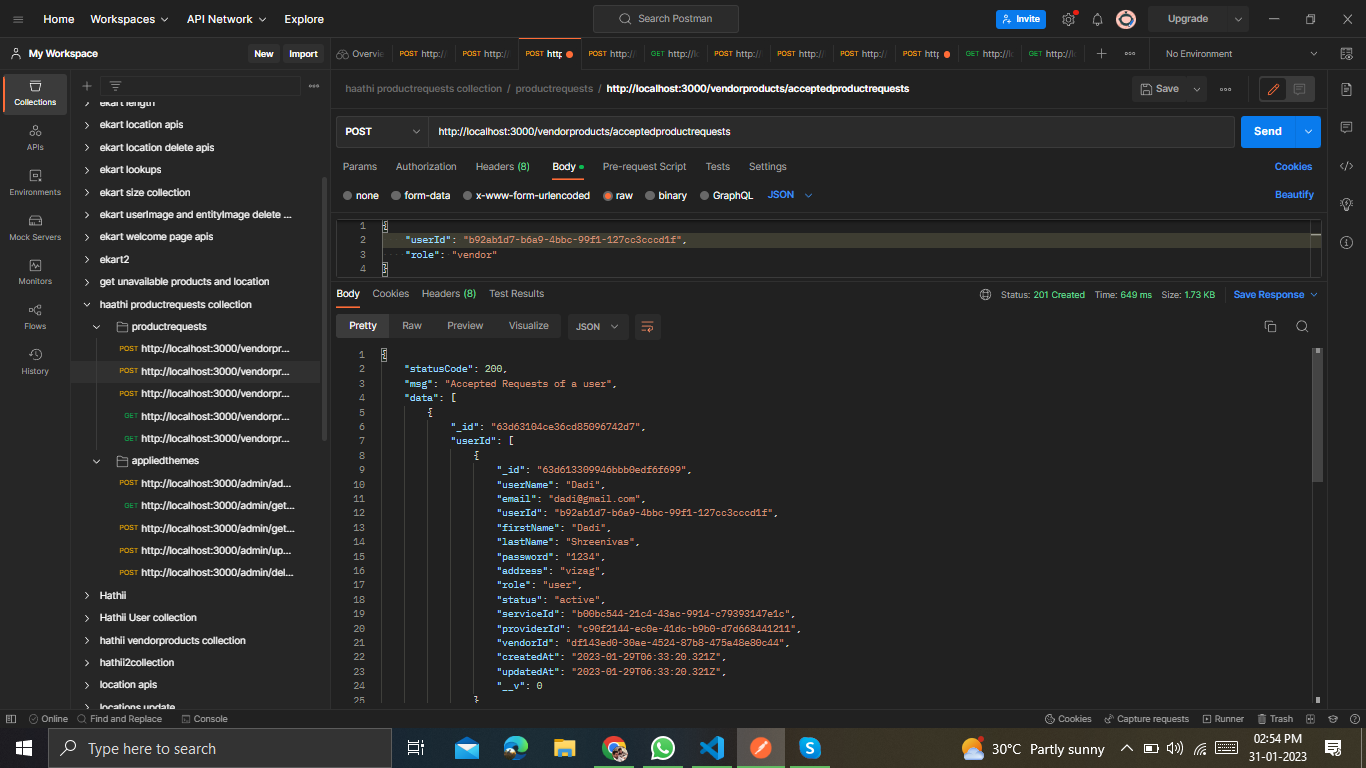 Home Workspaces API Network Explore Search Postman Invite Upgrade
My Workspace New Import Overvie POST http:/ POST http:/ POST http POST http:/ GET http://l POST http:/ POST http:/ POST http:/ POST http GET http://l GET http://l No Environment
Collections
APIs
Environments
Mock Servers
Monitors
Flows
History
ekart length
ekart location apis
ekart location delete apis
ekart lookups
ekart size collection
ekart userImage and entityImage delete ...
ekart welcome page apis
ekart2
get unavailable products and location
haathi productrequests collection
productrequests
POST http://localhost:3000/vendorpr...
POST http://localhost:3000/vendorpr...
POST http://localhost:3000/vendorpr...
GET http://localhost:3000/vendorpr...
GET http://localhost:3000/vendorpr...
appliedthemes
POST http://localhost:3000/admin/ad...
GET http://localhost:3000/admin/get...
POST http://localhost:3000/admin/get...
POST http://localhost:3000/admin/up...
POST http://localhost:3000/admin/del...
Hathii
Hathii User collection
hathii vendorproducts collection
hathii2collection
location apis
locations update
haathi productrequests collection / productrequests / http://localhost:3000/vendorproducts/acceptedproductrequests Save
POST http://localhost:3000/vendorproducts/acceptedproductrequests Send
Params Authorization Headers (8) Body Pre-request Script Tests Settings Cookies
none form-data x-www-form-urlencoded raw binary GraphQL JSON Beautify
1 {
2 "userId": "b92ab1d7-b6a9-4bbc-99f1-127cc3cccd1f",
3 "role": "vendor"
4 }
Body Cookies Headers (8) Test Results Status: 201 Created Time: 649 ms Size: 1.73 KB Save Response
Pretty Raw Preview Visualize JSON
1 {
2 "statusCode": 200,
3 "msg": "Accepted Requests of a user",
4 "data": [
5 {
6 "_id": "63d63104ce36cd85096742d7",
7 "userId": [
8 {
9 "_id": "63d613309946bbb0edf6f699",
10 "userName": "Dadi",
11 "email": "dadi@gmail.com",
12 "userId": "b92ab1d7-b6a9-4bbc-99f1-127cc3cccd1f",
13 "firstName": "Dadi",
14 "lastName": "Shreenivas",
15 "password": "1234",
16 "address": "vizag",
17 "role": "user",
18 "status": "active",
19 "serviceId": "b00bc544-21c4-43ac-9914-c79393147e1c",
20 "providerId": "c90f2144-ec0e-41dc-b9b0-d7d668441211",
21 "vendorId": "df143ed0-30ae-4524-87b8-475a48e80c44",
22 "createdAt": "2023-01-29T06:33:20.321Z",
23 "updatedAt": "2023-01-29T06:33:20.321Z",
24 "__v": 0
25 }
Online Find and Replace Console Cookies Capture requests Runner Trash
Type here to search 30°C Partly sunny 02:54 PM
31-01-2023